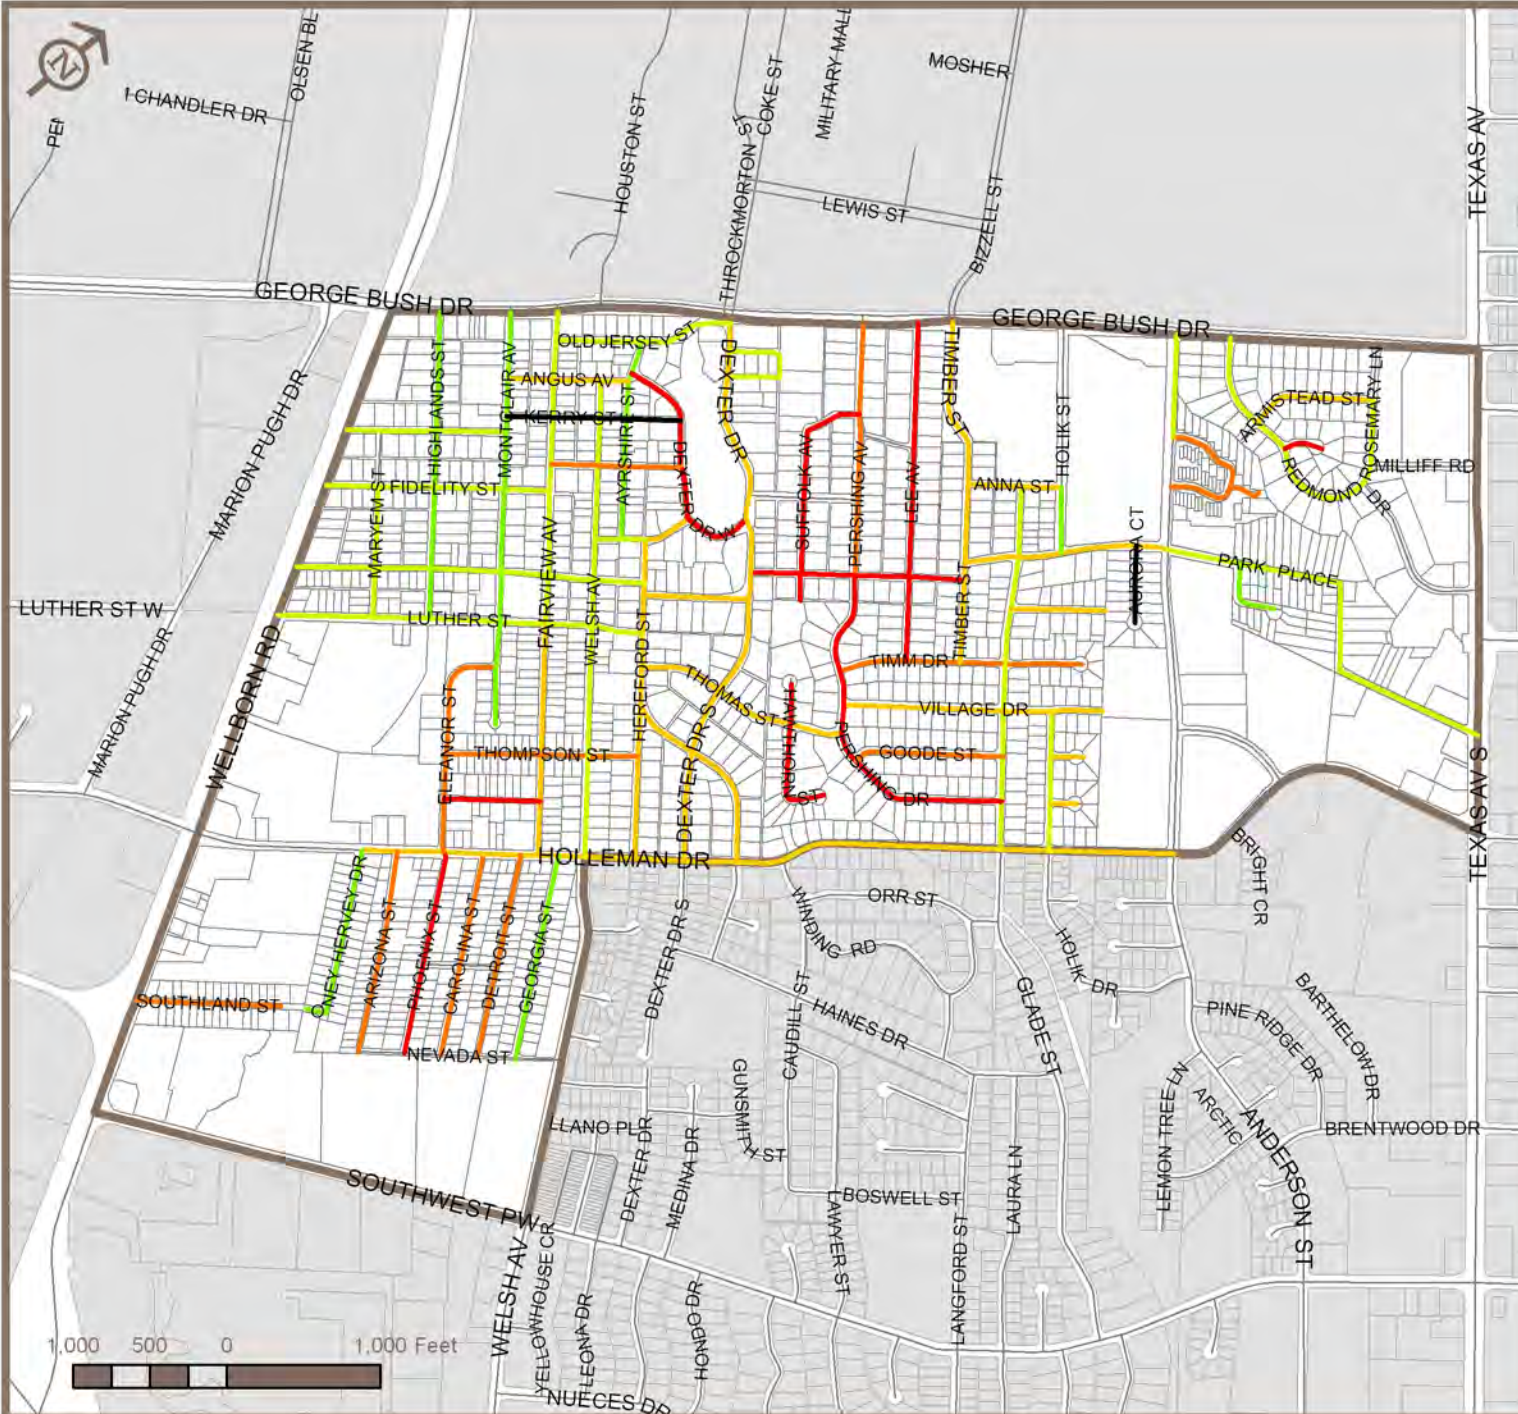 N
PEN
I CHANDLER DR
OLSEN BL
HOUSTON ST
THROCKMORTON ST
COKE ST
MILITARY MALL
MOSHER
LEWIS ST
BIZZELL ST
TEXAS AV
GEORGE BUSH DR
GEORGE BUSH DR
MARION PUGH DR
HIGHLANDS ST
MONTCLAIR AV
OLD JERSEY ST
ANGUS AV
KERRY ST
AYRSHIRE ST
DEXTER DR
DEXTER DR W
SUFFOLK AV
PERSHING AV
LEE AV
TIMBER ST
HOLIK ST
ANNA ST
ARMISTEAD ST
ROSEMARY LN
REDMOND DR
MILLIFF RD
MARYEM ST
FIDELITY ST
FAIRVIEW AV
WELSH AV
AURORA CT
PARK PLACE
LUTHER ST W
MARION PUGH DR
LUTHER ST
HEREFORD ST
TIMBER ST
TIMM DR
WELLBORN RD
ELEANOR ST
THOMAS ST
HAWTHORN ST
VILLAGE DR
THOMPSON ST
DEXTER DR S
PERSHING DR
GOODE ST
TEXAS AV S
HOLLEMAN DR
BRIGHT CR
ONEY HERVEY DR
ARIZONA ST
PHOENIX ST
CAROLINA ST
DETROIT ST
GEORGIA ST
DEXTER DR S
WINDING RD
ORR ST
HOLIK DR
SOUTHLAND ST
NEVADA ST
CAUDILL ST
HAINES DR
GLADE ST
PINE RIDGE DR
BARTHELOW DR
GUNSMITH ST
LLANO PL
DEXTER DR
MEDINA DR
LEMON TREE LN
ARCTIC
ANDERSON ST
BRENTWOOD DR
SOUTHWEST PW
BOSWELL ST
LAWYER ST
LANGFORD ST
LAURA LN
WELSH AV
YELLOWHOUSE CR
LEONA DR
HONDO DR
NUECES DR
1,000 500 0 1,000 Feet